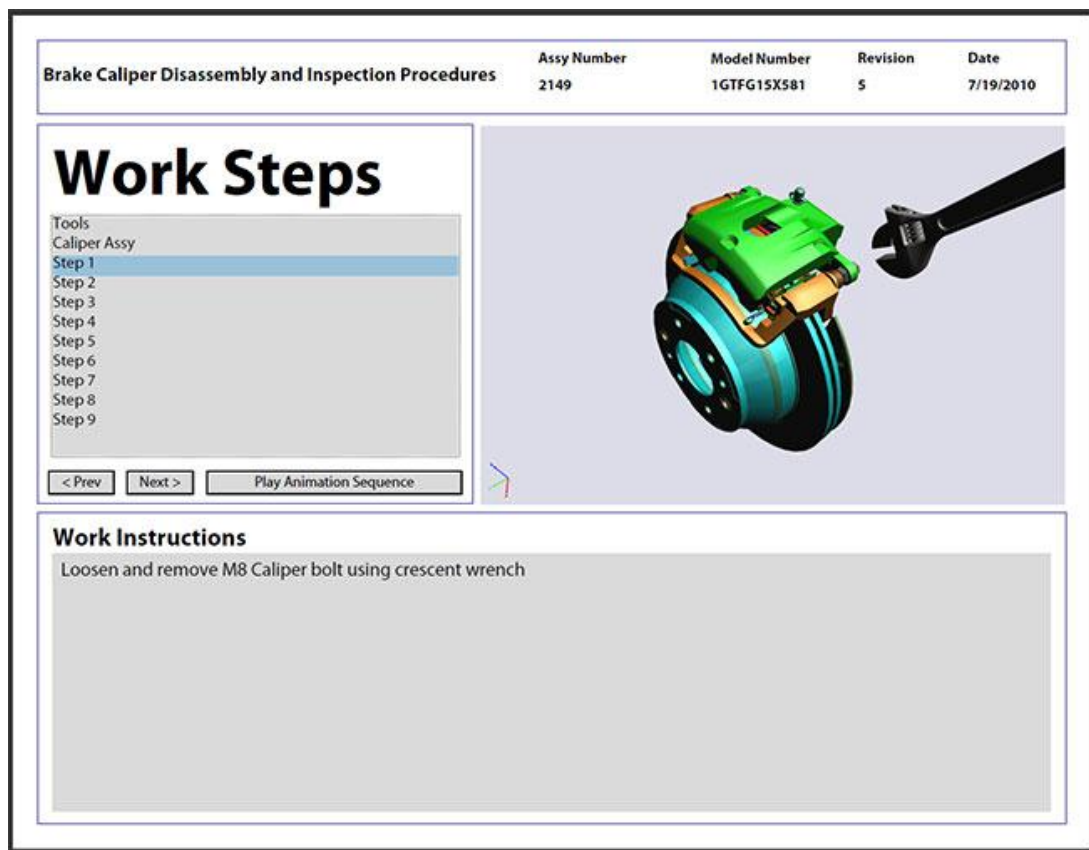 Brake Caliper Disassembly and Inspection Procedures
Assy Number
2149
Model Number
1GTFG15X581
Revision
5
Date
7/19/2010
Work Steps
Tools
Caliper Assy
Step 1
Step 2
Step 3
Step 4
Step 5
Step 6
Step 7
Step 8
Step 9
< Prev
Next >
Play Animation Sequence
Work Instructions
Loosen and remove M8 Caliper bolt using crescent wrench